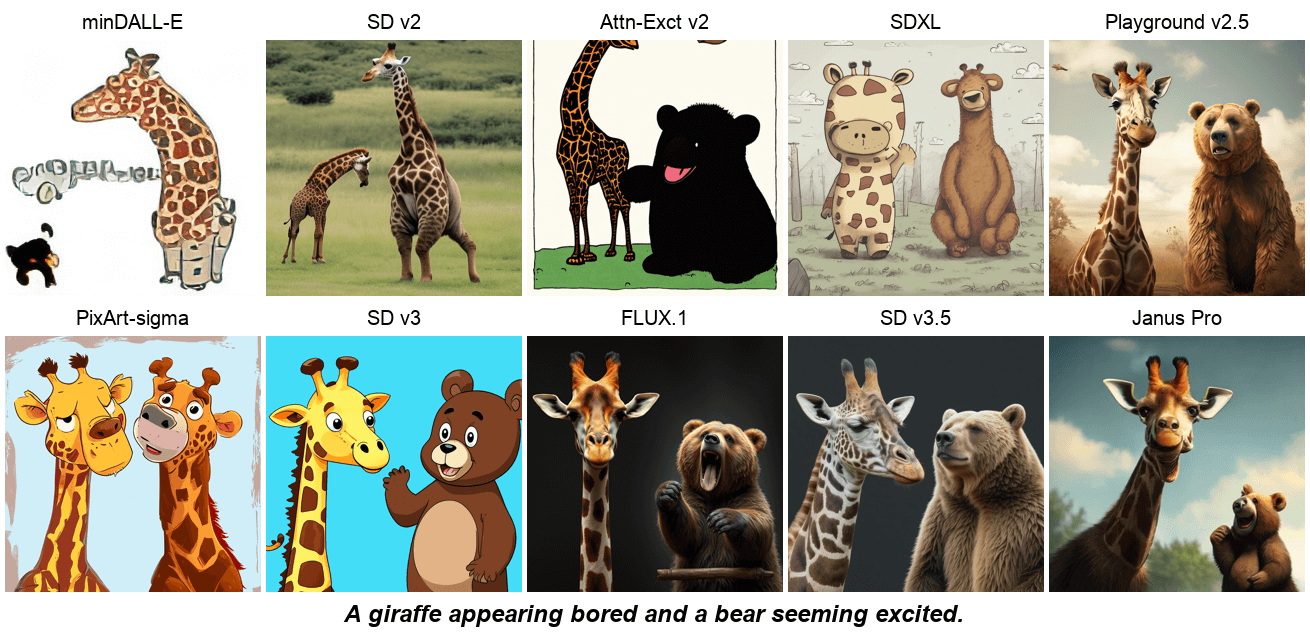 minDALL-E
SD v2
Attn-Exct v2
SDXL
Playground v2.5
PixArt-sigma
SD v3
FLUX.1
SD v3.5
Janus Pro
A giraffe appearing bored and a bear seeming excited.